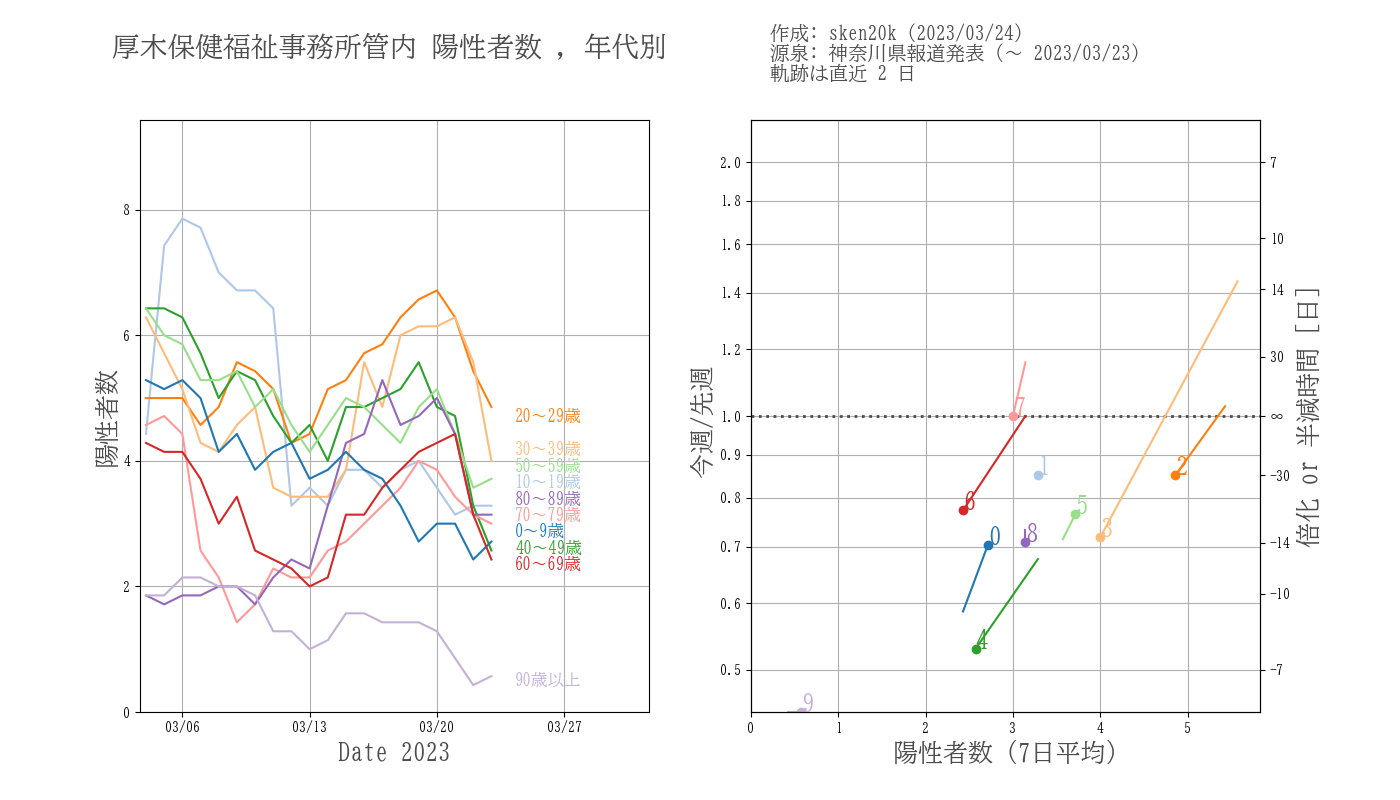 厚木保健福祉事務所管内 陽性者数 , 年代別
作成: sken20k (2023/03/24)
源泉: 神奈川県報道発表 (〜 2023/03/23)
軌跡は直近 2 日
陽性者数
8
6
4
2
0
03/06
03/13
03/20
03/27
Date 2023
20〜29歳
30〜39歳
50〜59歳
10〜19歳
80〜89歳
70〜79歳
0〜9歳
40〜49歳
60〜69歳
90歳以上
今週/先週
2.0
1.8
1.6
1.4
1.2
1.0
0.9
0.8
0.7
0.6
0.5
7
1
2
6
5
3
0
8
4
9
0
1
2
3
4
5
陽性者数 (7日平均)
7
10
14
30
∞
-30
-14
-10
-7
倍化 or 半減時間 [日]